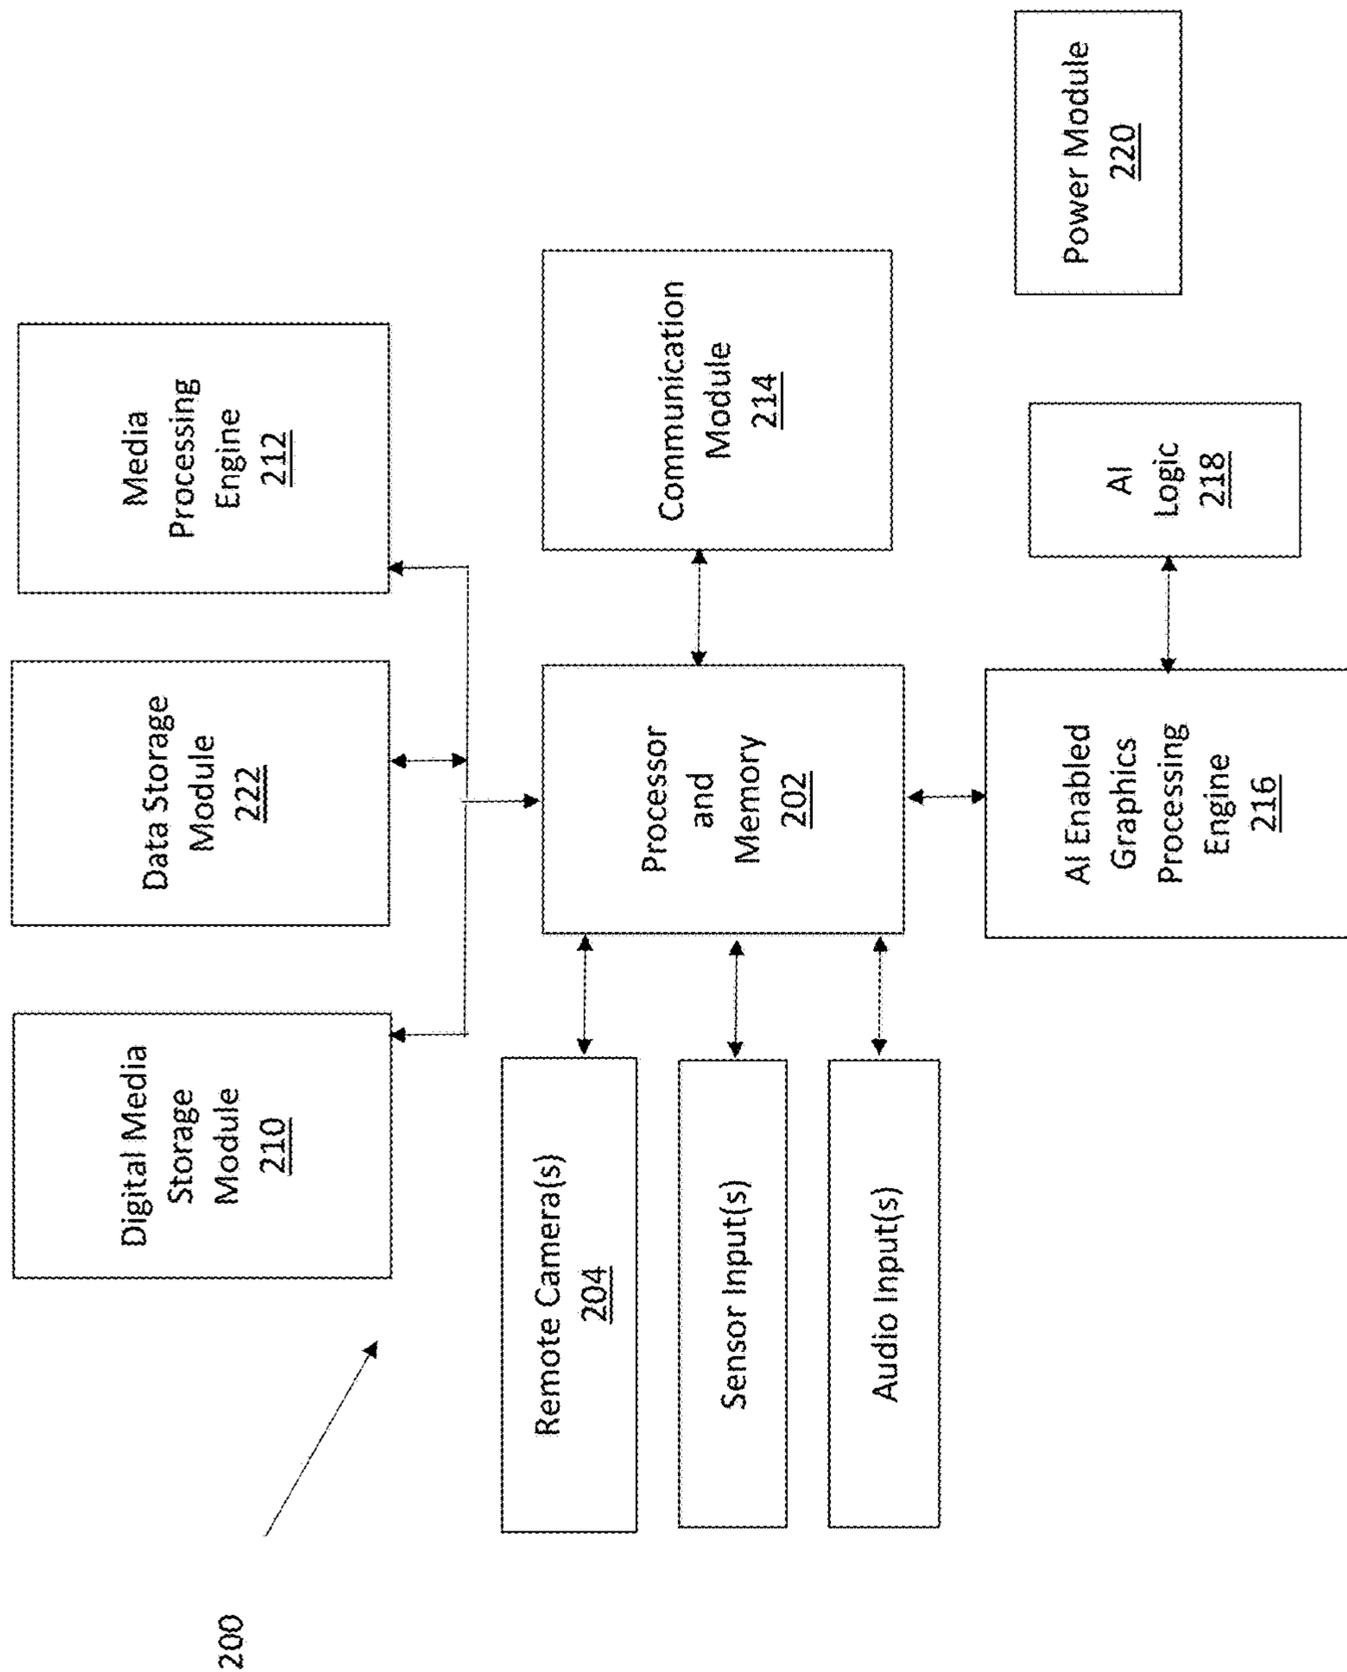 200
Digital Media
Storage
Module
210
Data Storage
Module
222
Media
Processing
Engine
212
Remote Camera(s)
204
Sensor Input(s)
Audio Input(s)
Processor
and
Memory
202
Communication
Module
214
AI Enabled
Graphics
Processing
Engine
216
AI
Logic
218
Power Module
220